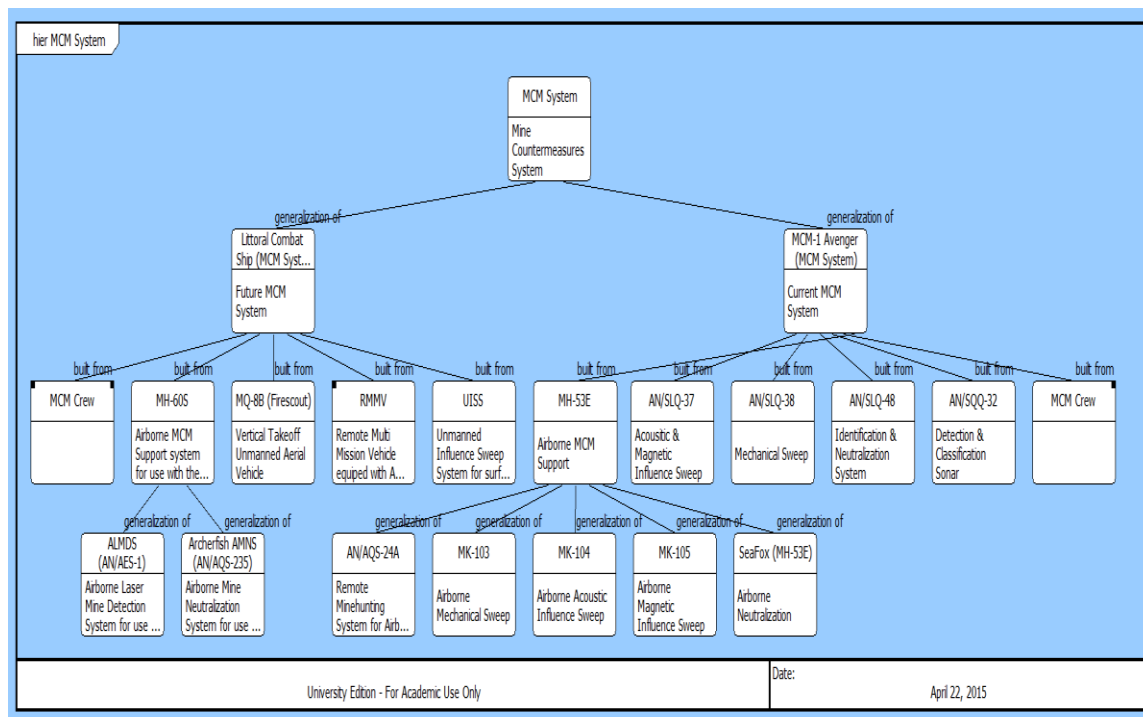 hier MCM System
MCM System
Mine
Countermeasures
System
generalization of
generalization of
Littoral Combat
Ship (MCM Syst...
Future MCM
System
MCM-1 Avenger
(MCM System)
Current MCM
System
built from
built from
built from
built from
built from
built from
built from
built from
built from
built from
built from
MCM Crew
MH-60S
Airborne MCM
Support system
for use with the...
MQ-8B (Firescout)
Vertical Takeoff
Unmanned Aerial
Vehicle
RMMV
Remote Multi
Mission Vehicle
equiped with A...
UISS
Unmanned
Influence Sweep
System for surf...
MH-53E
Airborne MCM
Support
AN/SLQ-37
Acoustic &
Magnetic
Influence Sweep
AN/SLQ-38
Mechanical Sweep
AN/SLQ-48
Identification &
Neutralization
System
AN/SQQ-32
Detection &
Classification
Sonar
MCM Crew
generalization of
generalization of
generalization of
generalization of
generalization of
generalization of
generalization of
ALMDS
(AN/AES-1)
Airborne Laser
Mine Detection
System for use ...
Archerfish AMNS
(AN/AQS-235)
Airborne Mine
Neutralization
System for use ...
AN/AQS-24A
Remote
Minehunting
System for Airb...
MK-103
Airborne
Mechanical Sweep
MK-104
Airborne Acoustic
Influence Sweep
MK-105
Airborne
Magnetic
Influence Sweep
SeaFox (MH-53E)
Airborne
Neutralization
University Edition - For Academic Use Only
Date:
April 22, 2015